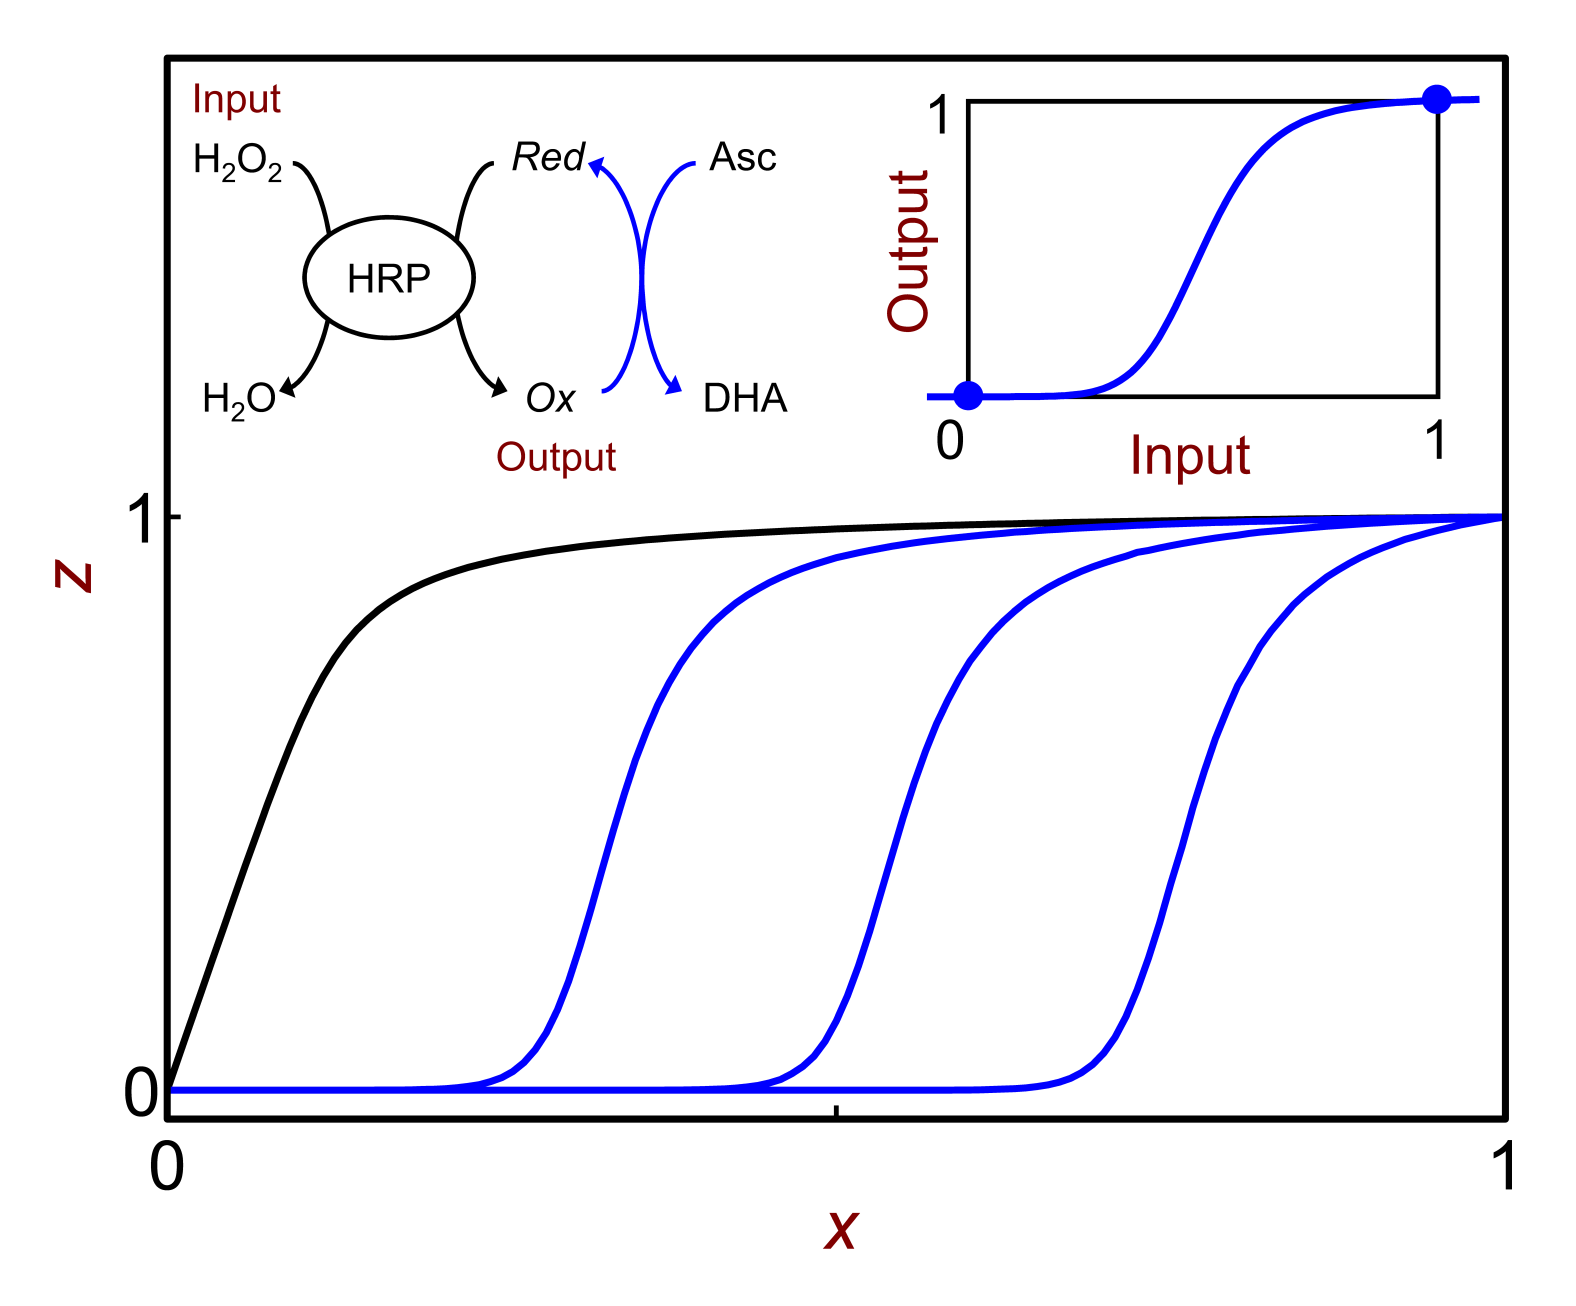 Input
H₂O₂
Red
Asc
HRP
H₂O
Ox
DHA
Output
1
Output
0
Input
1
1
z
0
0
1
x